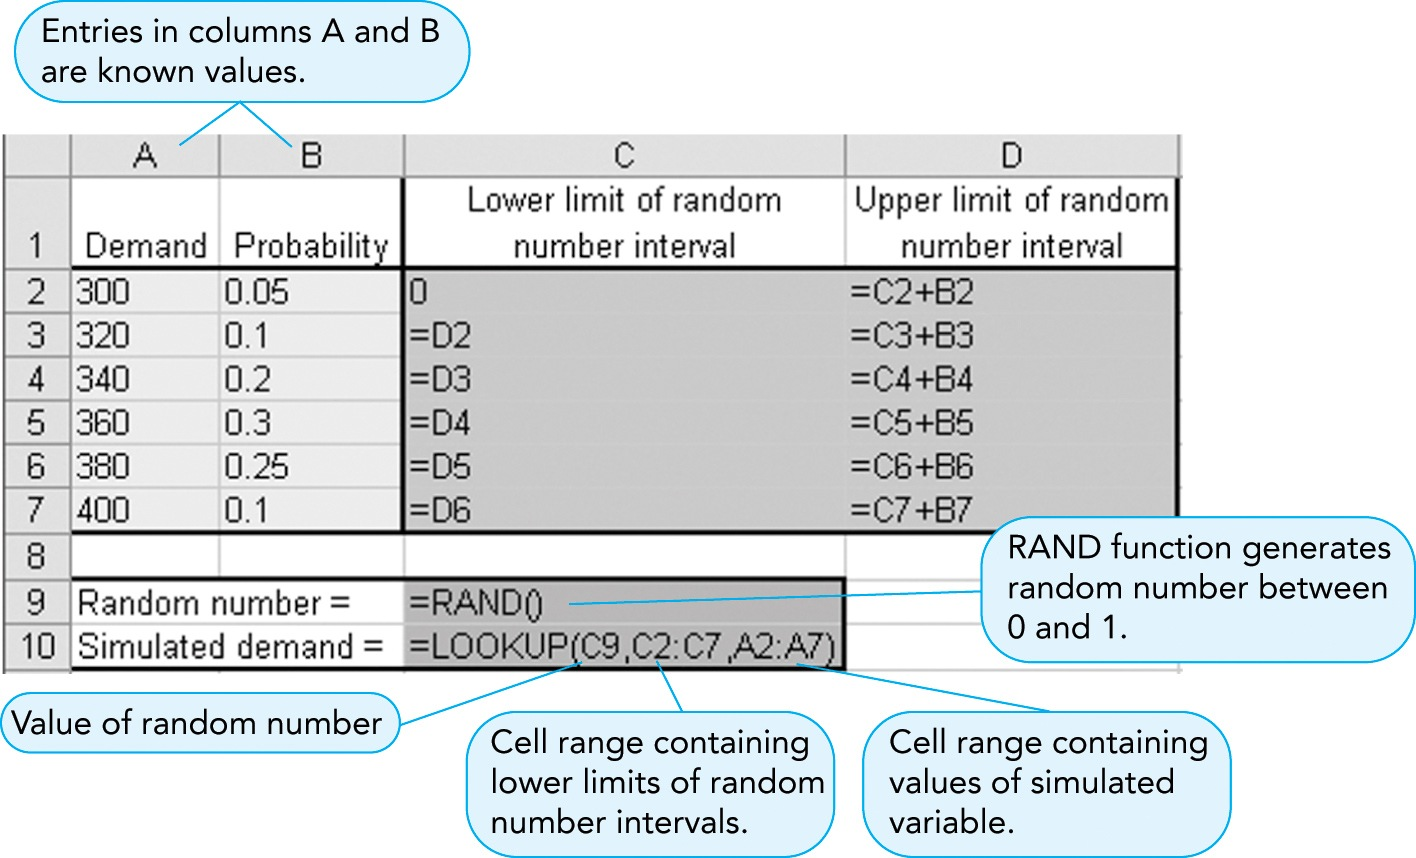 Entries in columns A and B
are known values.
A B C D
Lower limit of random Upper limit of random
1 Demand Probability number interval number interval
2 300 0.05 0 =C2+B2
3 320 0.1 =D2 =C3+B3
4 340 0.2 =D3 =C4+B4
5 360 0.3 =D4 =C5+B5
6 380 0.25 =D5 =C6+B6
7 400 0.1 =D6 =C7+B7
8
RAND function generates
random number between
0 and 1.
9 Random number = =RAND()
10 Simulated demand = =LOOKUP(C9,C2:C7,A2:A7)
Value of random number
Cell range containing
lower limits of random
number intervals.
Cell range containing
values of simulated
variable.